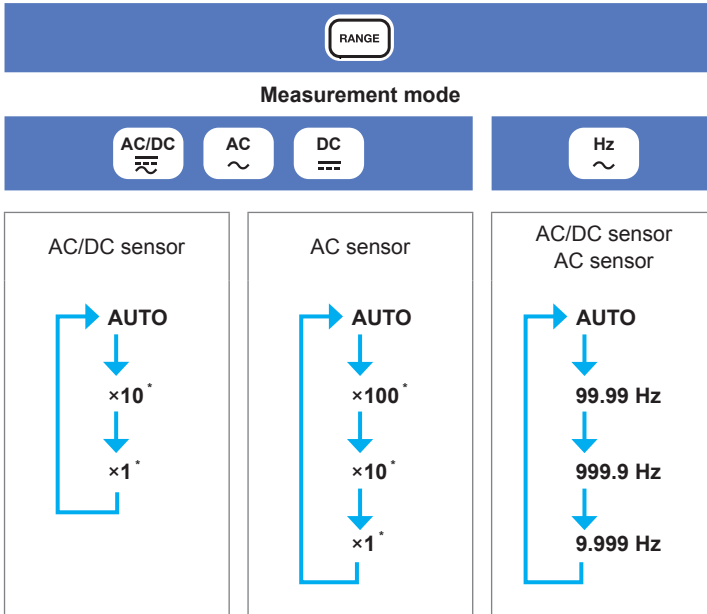 RANGE
Measurement mode
AC/DC
AC
DC
Hz
AC/DC sensor
AUTO
×10*
×1*
AC sensor
AUTO
×100*
×10*
×1*
AC/DC sensor
AC sensor
AUTO
99.99 Hz
999.9 Hz
9.999 Hz